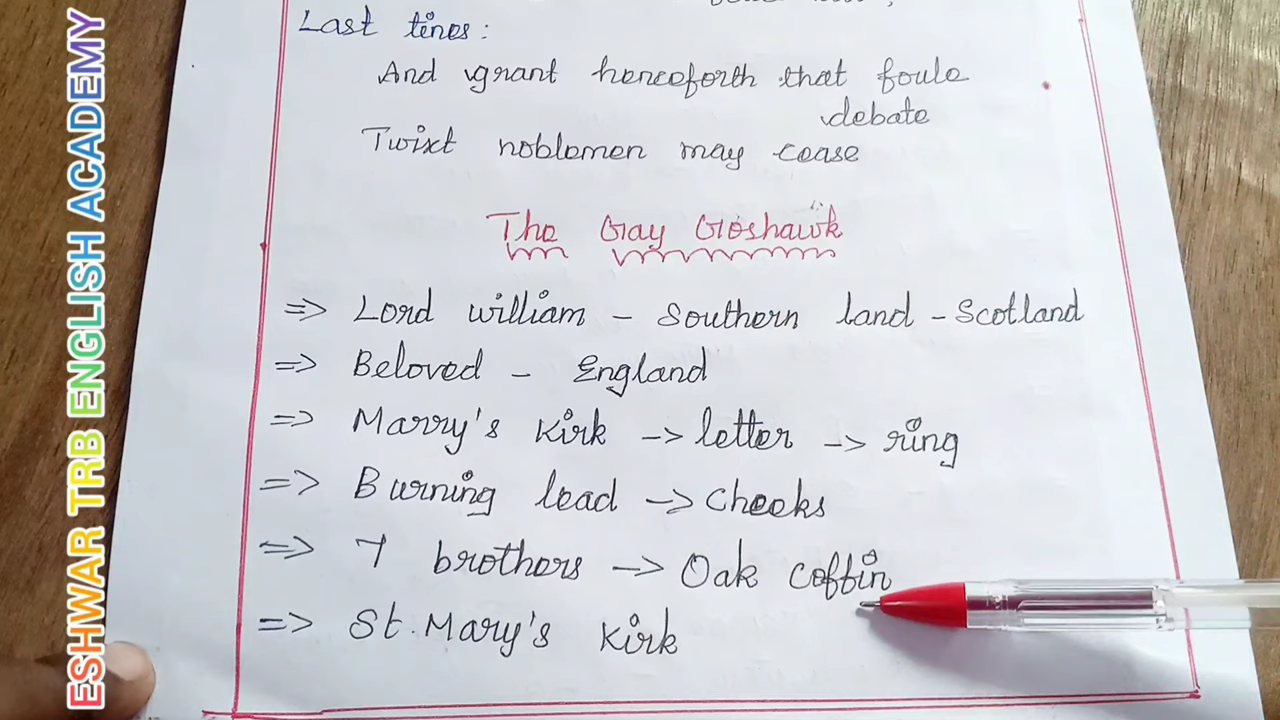 Last lines:
And grant henceforth that foule
debate
Twixt noblemen may cease
The Gay Goshawk
=> Lord william - Southern land - Scotland
=> Beloved - England
=> Marry's Kirk -> letter -> ring
=> Burning lead -> Cheeks
=> 7 brothers -> Oak Coffin
=> St. Mary's Kirk
ESHWAR TRB ENGLISH ACADEMY